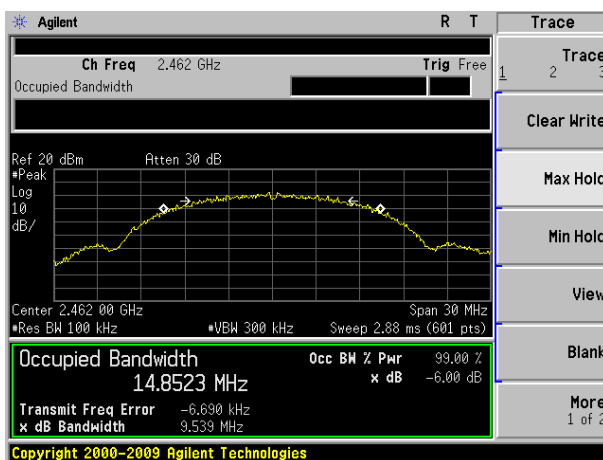 Agilent R T Trace
Ch Freq 2.462 GHz Trig Free
Occupied Bandwidth
Trace
1 2 3
Clear Write
Max Hold
Min Hold
View
Blank
More
1 of 2
Ref 20 dBm Atten 30 dB
#Peak
Log
10
dB/
Center 2.462 00 GHz Span 30 MHz
#Res BW 100 kHz #VBW 300 kHz Sweep 2.88 ms (601 pts)
Occupied Bandwidth Occ BW % Pwr 99.00 %
14.8523 MHz x dB -6.00 dB
Transmit Freq Error -6.690 kHz
x dB Bandwidth 9.539 MHz
Copyright 2000-2009 Agilent Technologies